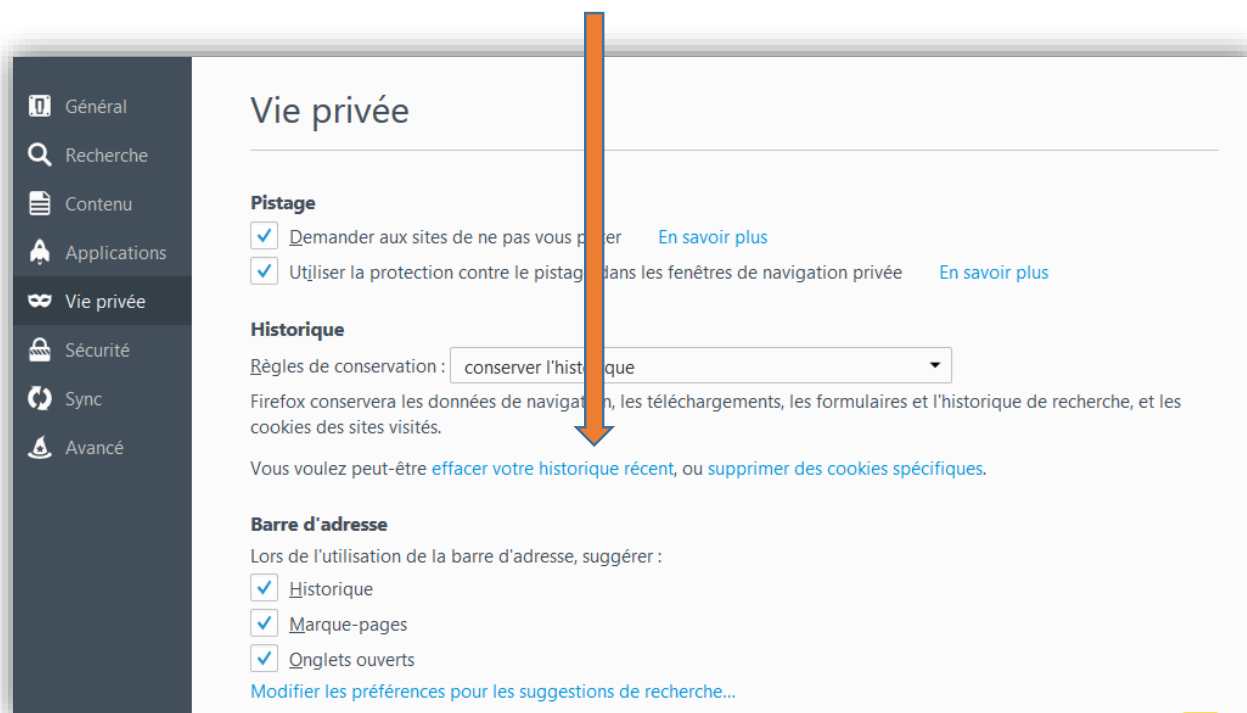 Général
Recherche
Contenu
Applications
Vie privée
Sécurité
Sync
Avancé
Vie privée
Pistage
Demander aux sites de ne pas vous En savoir plus
Utiliser la protection contre le pistage dans les fenêtres de navigation privée En savoir plus
Historique
Règles de conservation : conserver l'historique
Firefox conservera les données de navigation, les téléchargements, les formulaires et l'historique de recherche, et les
cookies des sites visités.
Vous voulez peut-être effacer votre historique récent, ou supprimer des cookies spécifiques.
Barre d'adresse
Lors de l'utilisation de la barre d'adresse, suggérer :
Historique
Marque-pages
Onglets ouverts
Modifier les préférences pour les suggestions de recherche...